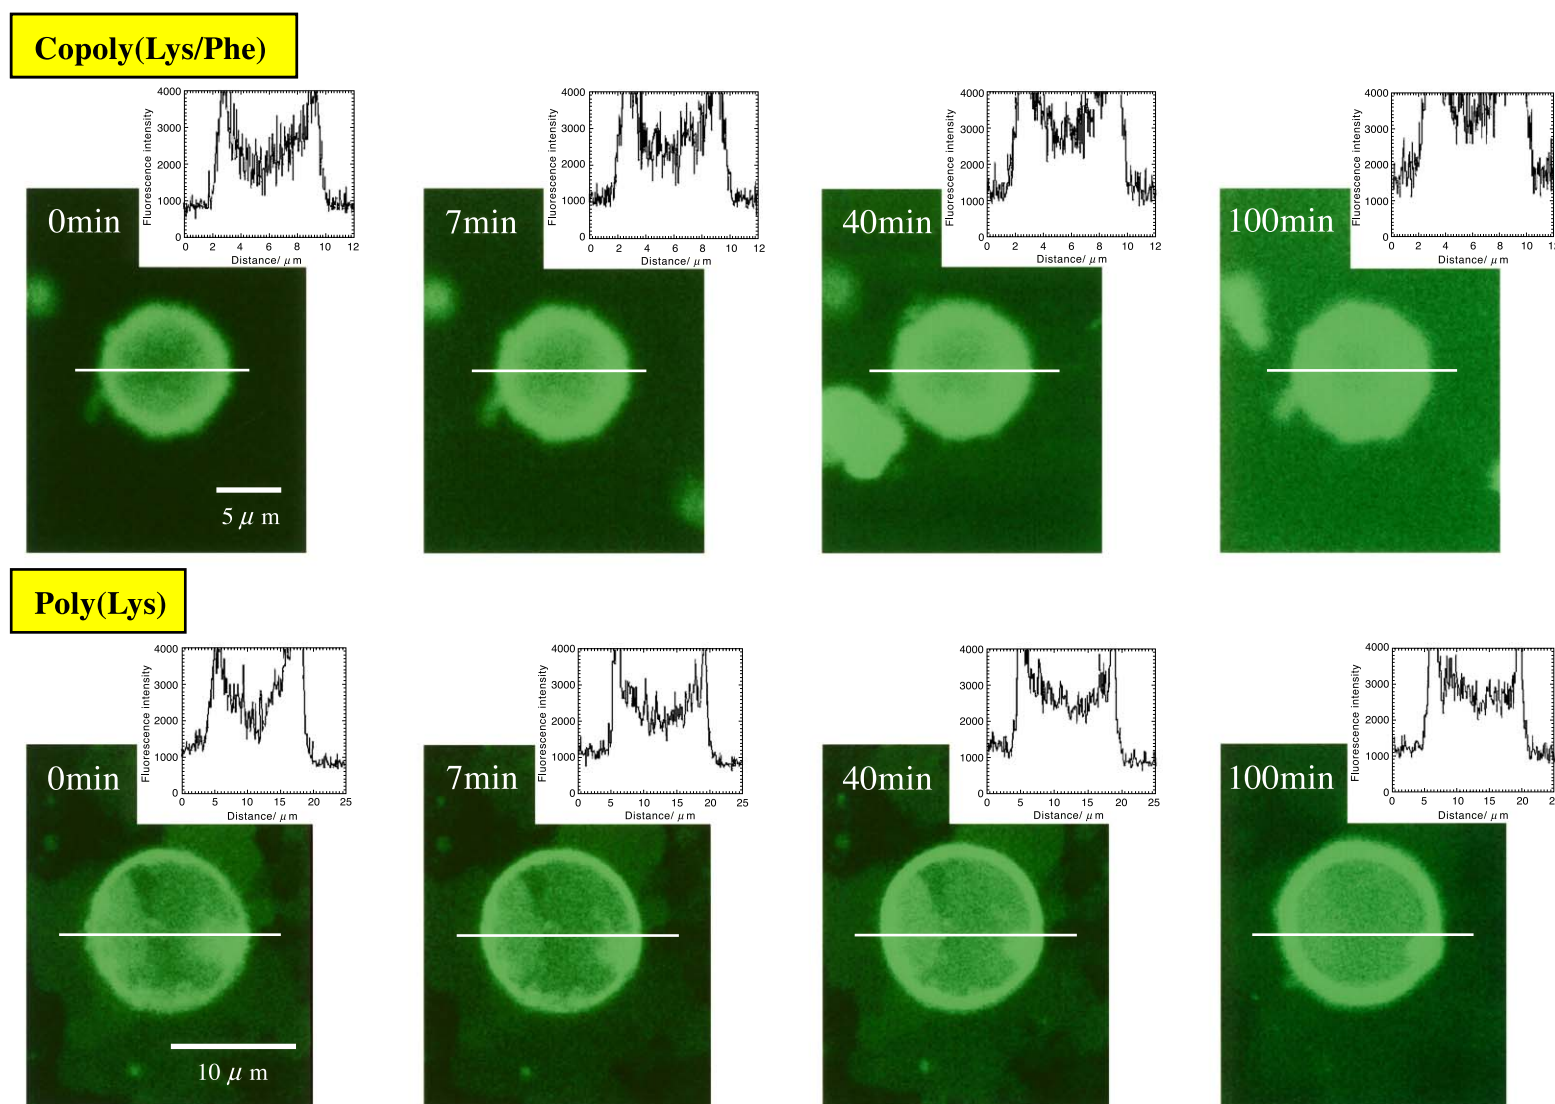 Copoly(Lys/Phe)
Fluorescence intensity
4000
3000
2000
1000
0
0 2 4 6 8 10 12
Distance/ μ m
0min
5 μ m
Fluorescence intensity
4000
3000
2000
1000
0
0 2 4 6 8 10 12
Distance/ μ m
7min
Fluorescence intensity
4000
3000
2000
1000
0
0 2 4 6 8 10 12
Distance/ μ m
40min
Fluorescence intensity
4000
3000
2000
1000
0
0 2 4 6 8 10
Distance/ μ m
100min
Poly(Lys)
Fluorescence intensity
4000
3000
2000
1000
0
0 5 10 15 20 25
Distance/ μ m
0min
10 μ m
Fluorescence intensity
4000
3000
2000
1000
0
0 5 10 15 20 25
Distance/ μ m
7min
Fluorescence intensity
4000
3000
2000
1000
0
0 5 10 15 20 25
Distance/ μ m
40min
Fluorescence intensity
4000
3000
2000
1000
0
0 5 10 15 20
Distance/ μ m
100min